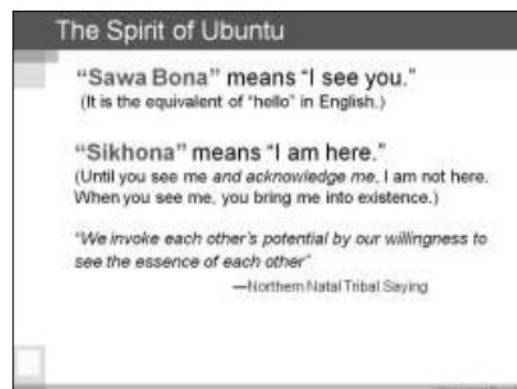 The Spirit of Ubuntu
“Sawa Bona” means “I see you.”
(It is the equivalent of “hello” in English.)
“Sikhona” means “I am here.”
(Until you see me and acknowledge me, I am not here.
When you see me, you bring me into existence.)
“We invoke each other’s potential by our willingness to
see the essence of each other”
—Northern Natal Tribal Saying